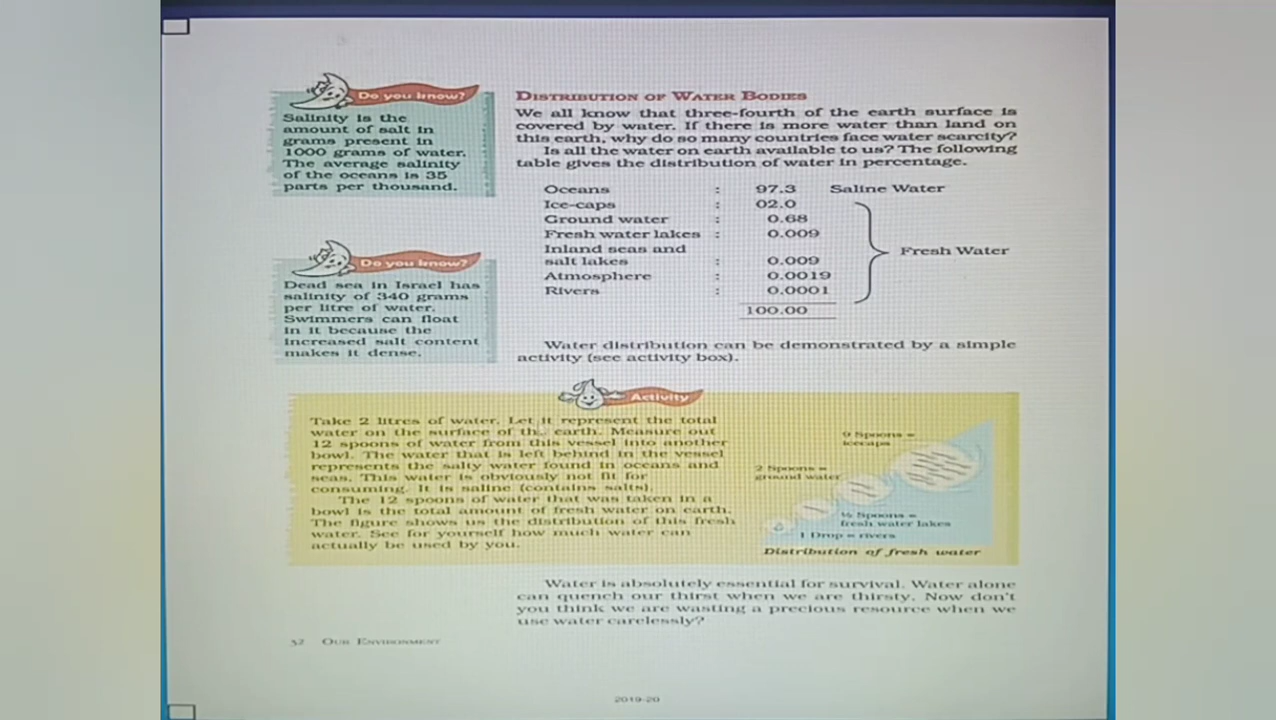 Do you know?
Salinity is the
amount of salt in
grams present in
1000 grams of water.
The average salinity
of the oceans is 35
parts per thousand.
Do you know?
Dead sea in Israel has
salinity of 340 grams
per litre of water.
Swimmers can float
in it because the
increased salt content
makes it dense.
DISTRIBUTION OF WATER BODIES
We all know that three-fourth of the earth surface is
covered by water. If there is more water than land on
this earth, why do so many countries face water scarcity?
Is all the water on earth available to us? The following
table gives the distribution of water in percentage.
Oceans : 97.3 Saline Water
Ice-caps : 02.0
Ground water : 0.68
Fresh water lakes : 0.009
Inland seas and
salt lakes : 0.009
Atmosphere : 0.0019
Rivers : 0.0001
Fresh Water
100.00
Water distribution can be demonstrated by a simple
activity (see activity box).
Activity
Take 2 litres of water. Let it represent the total
water on the surface of the earth. Measure out
12 spoons of water from this vessel into another
bowl. The water that is left behind in the vessel
represents the salty water found in oceans and
seas. This water is obviously not fit for
consuming. It is saline (contains salts).
The 12 spoons of water that was taken in a
bowl is the total amount of fresh water on earth.
The figure shows us the distribution of this fresh
water. See for yourself how much water can
actually be used by you.
9 Spoons =
icecaps
2 Spoons =
ground water
½ Spoons =
fresh water lakes
1 Drop = rivers
Distribution of fresh water
Water is absolutely essential for survival. Water alone
can quench our thirst when we are thirsty. Now don't
you think we are wasting a precious resource when we
use water carelessly?
32 OUR ENVIRONMENT
2019-20